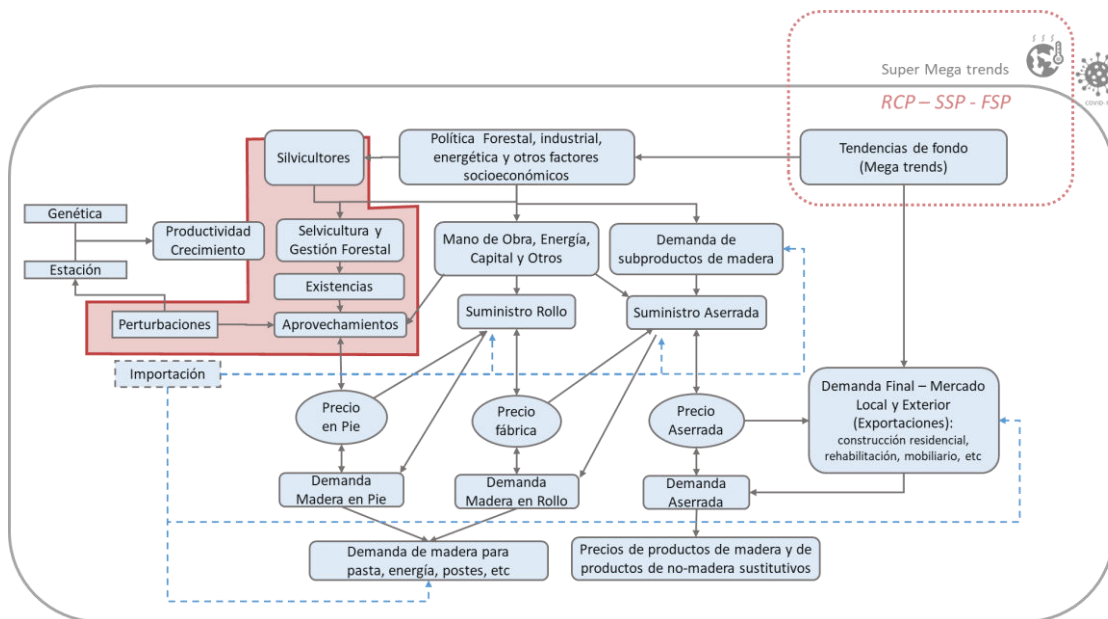 Super Mega trends
RCP – SSP - FSP
COVID-
Silvicultores
Política Forestal, industrial,
energética y otros factores
socioeconómicos
Tendencias de fondo
(Mega trends)
Genética
Productividad
Crecimiento
Estación
Selvicultura y
Gestión Forestal
Mano de Obra, Energía,
Capital y Otros
Demanda de
subproductos de madera
Existencias
Perturbaciones
Aprovechamientos
Suministro Rollo
Suministro Aserrada
Importación
Precio
en Pie
Precio
fábrica
Precio
Aserrada
Demanda Final – Mercado
Local y Exterior
(Exportaciones):
construcción residencial,
rehabilitación, mobiliario, etc
Demanda
Madera en Pie
Demanda
Madera en Rollo
Demanda
Aserrada
Demanda de madera para
pasta, energía, postes, etc
Precios de productos de madera y de
productos de no-madera sustitutivos